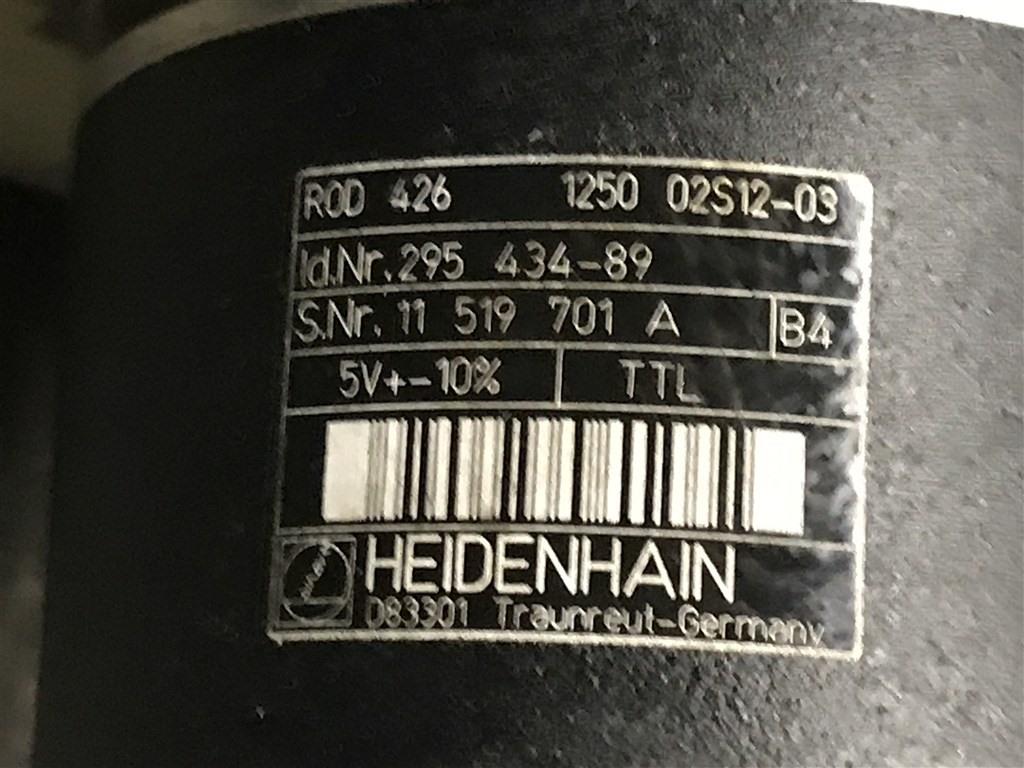 ROD 426 1250 02S12-03
Id.Nr. 295 434-89
S.Nr. 11 519 701 A B4
5V+-10% TTL
HEIDENHAIN
D83301 Traunreut-Germany